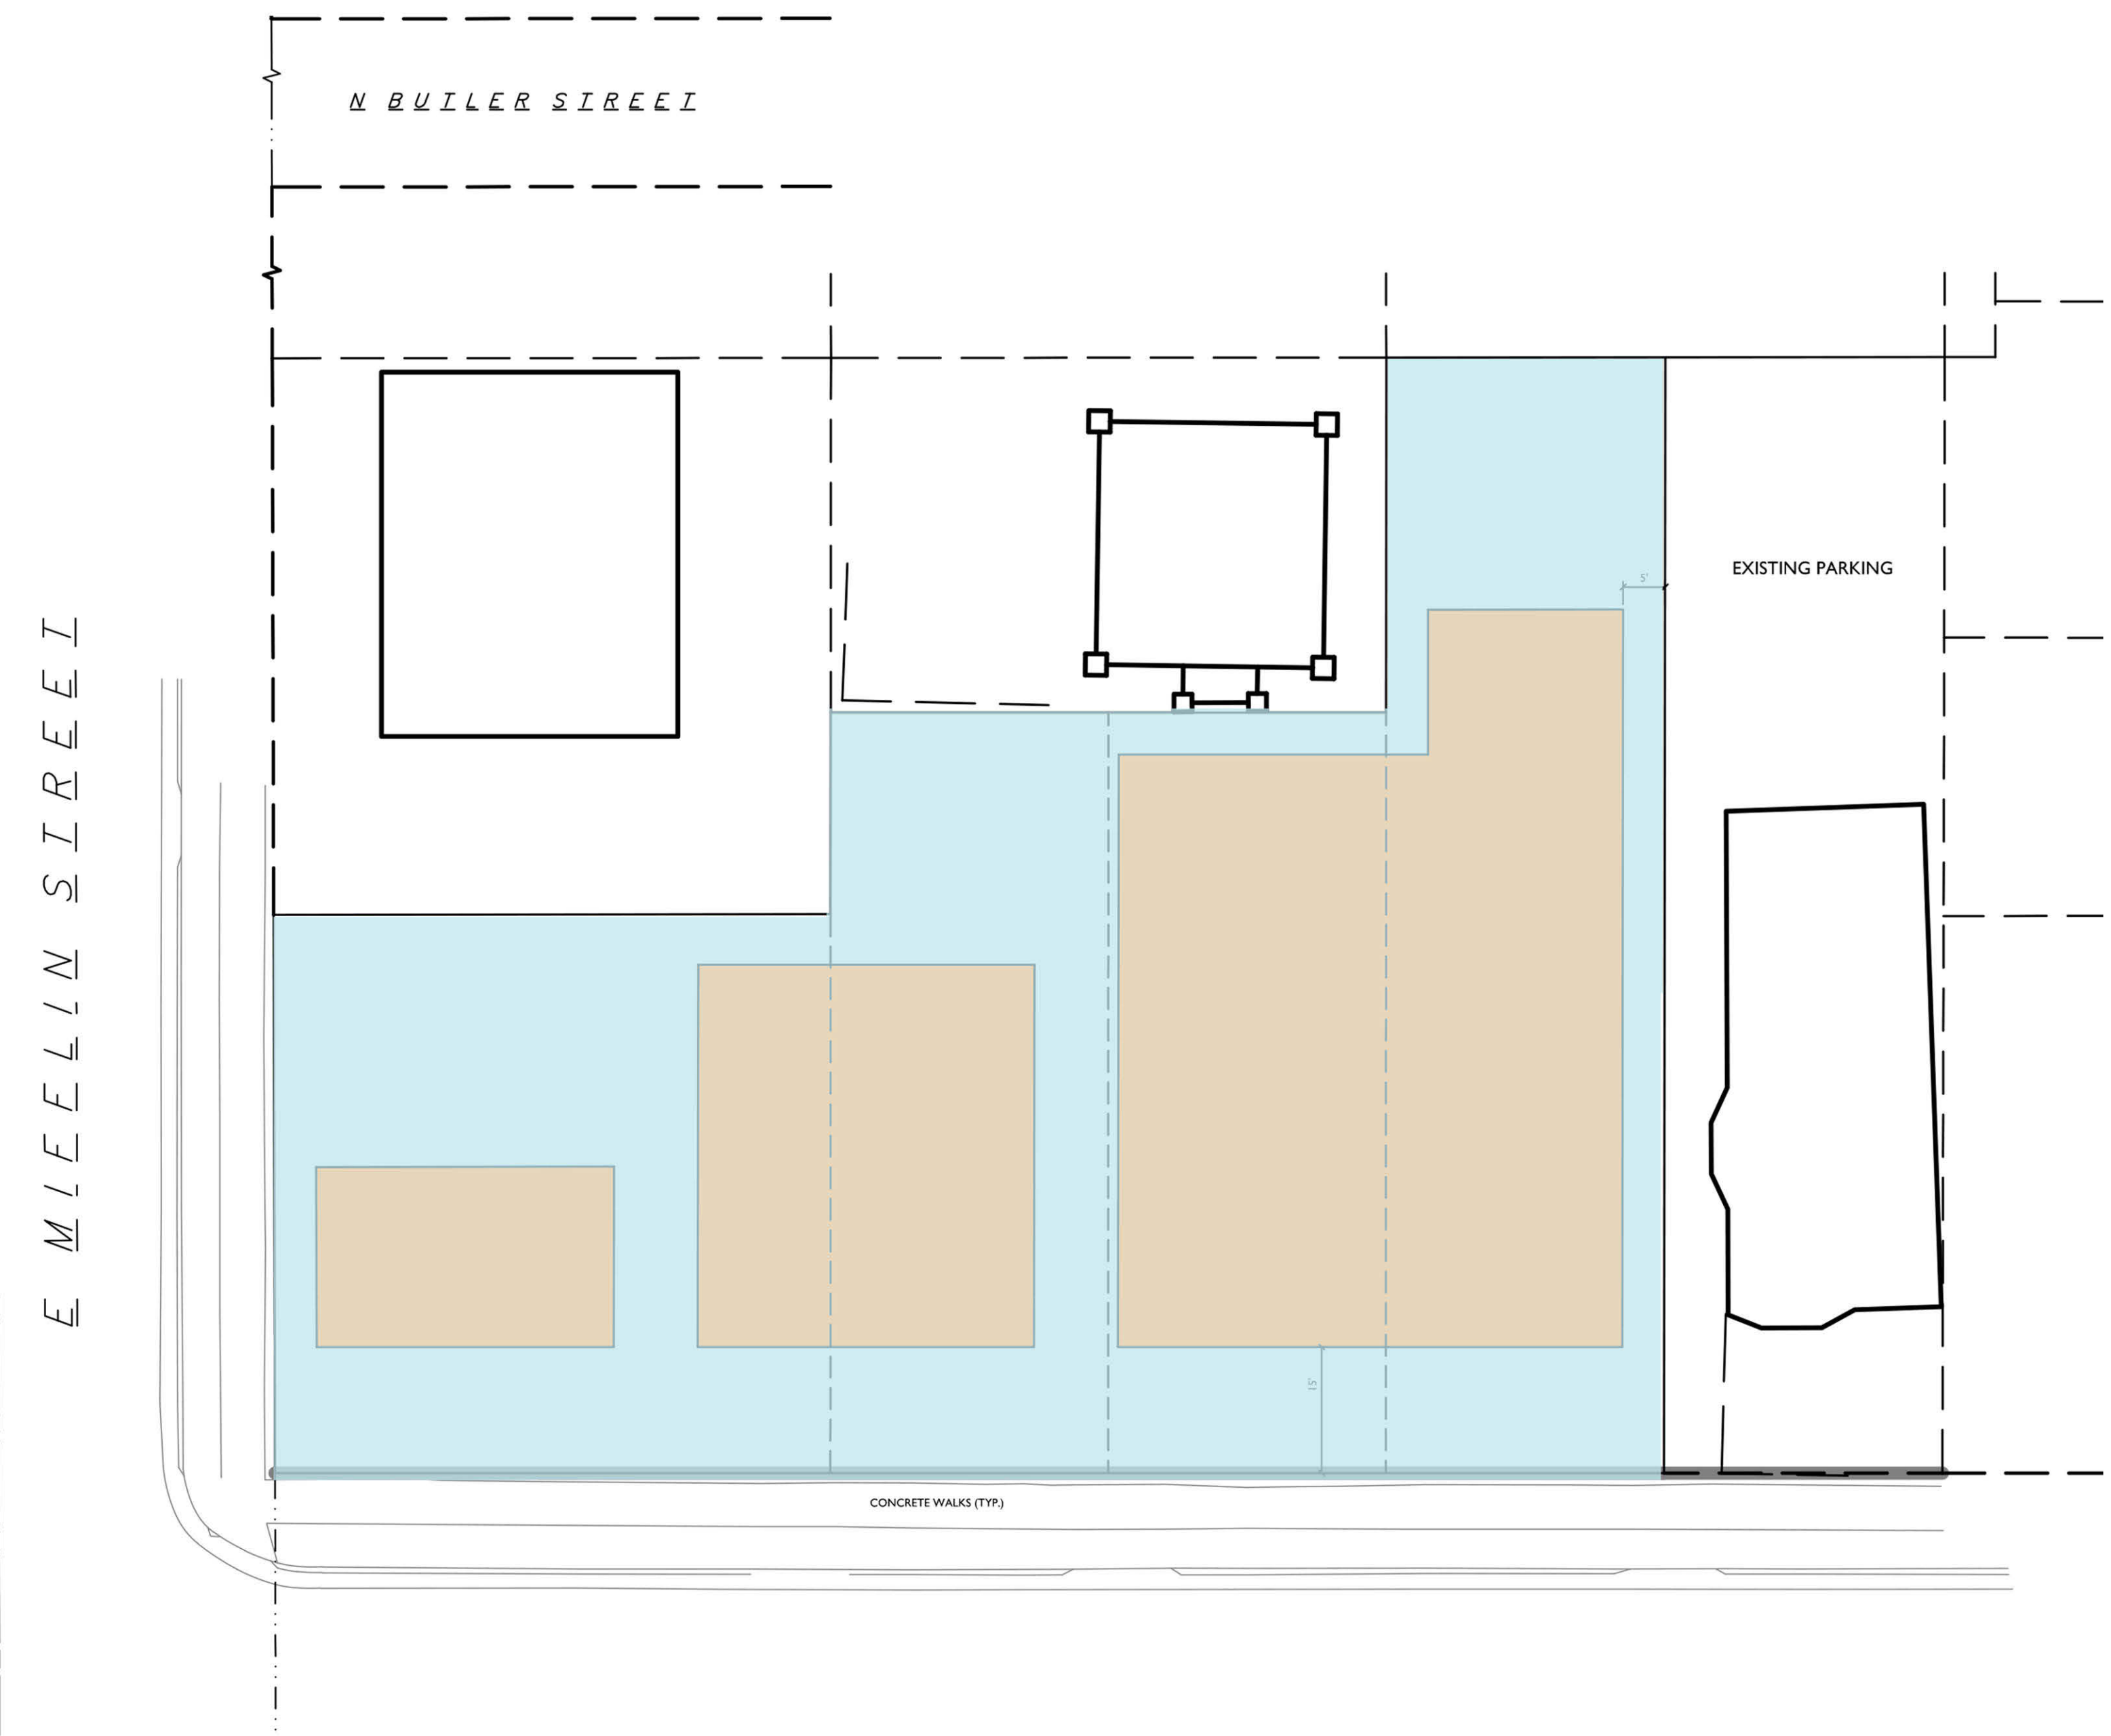 N BUTLER STREET
5'
EXISTING PARKING
E MIFFLIN STREET
15'
CONCRETE WALKS (TYP.)